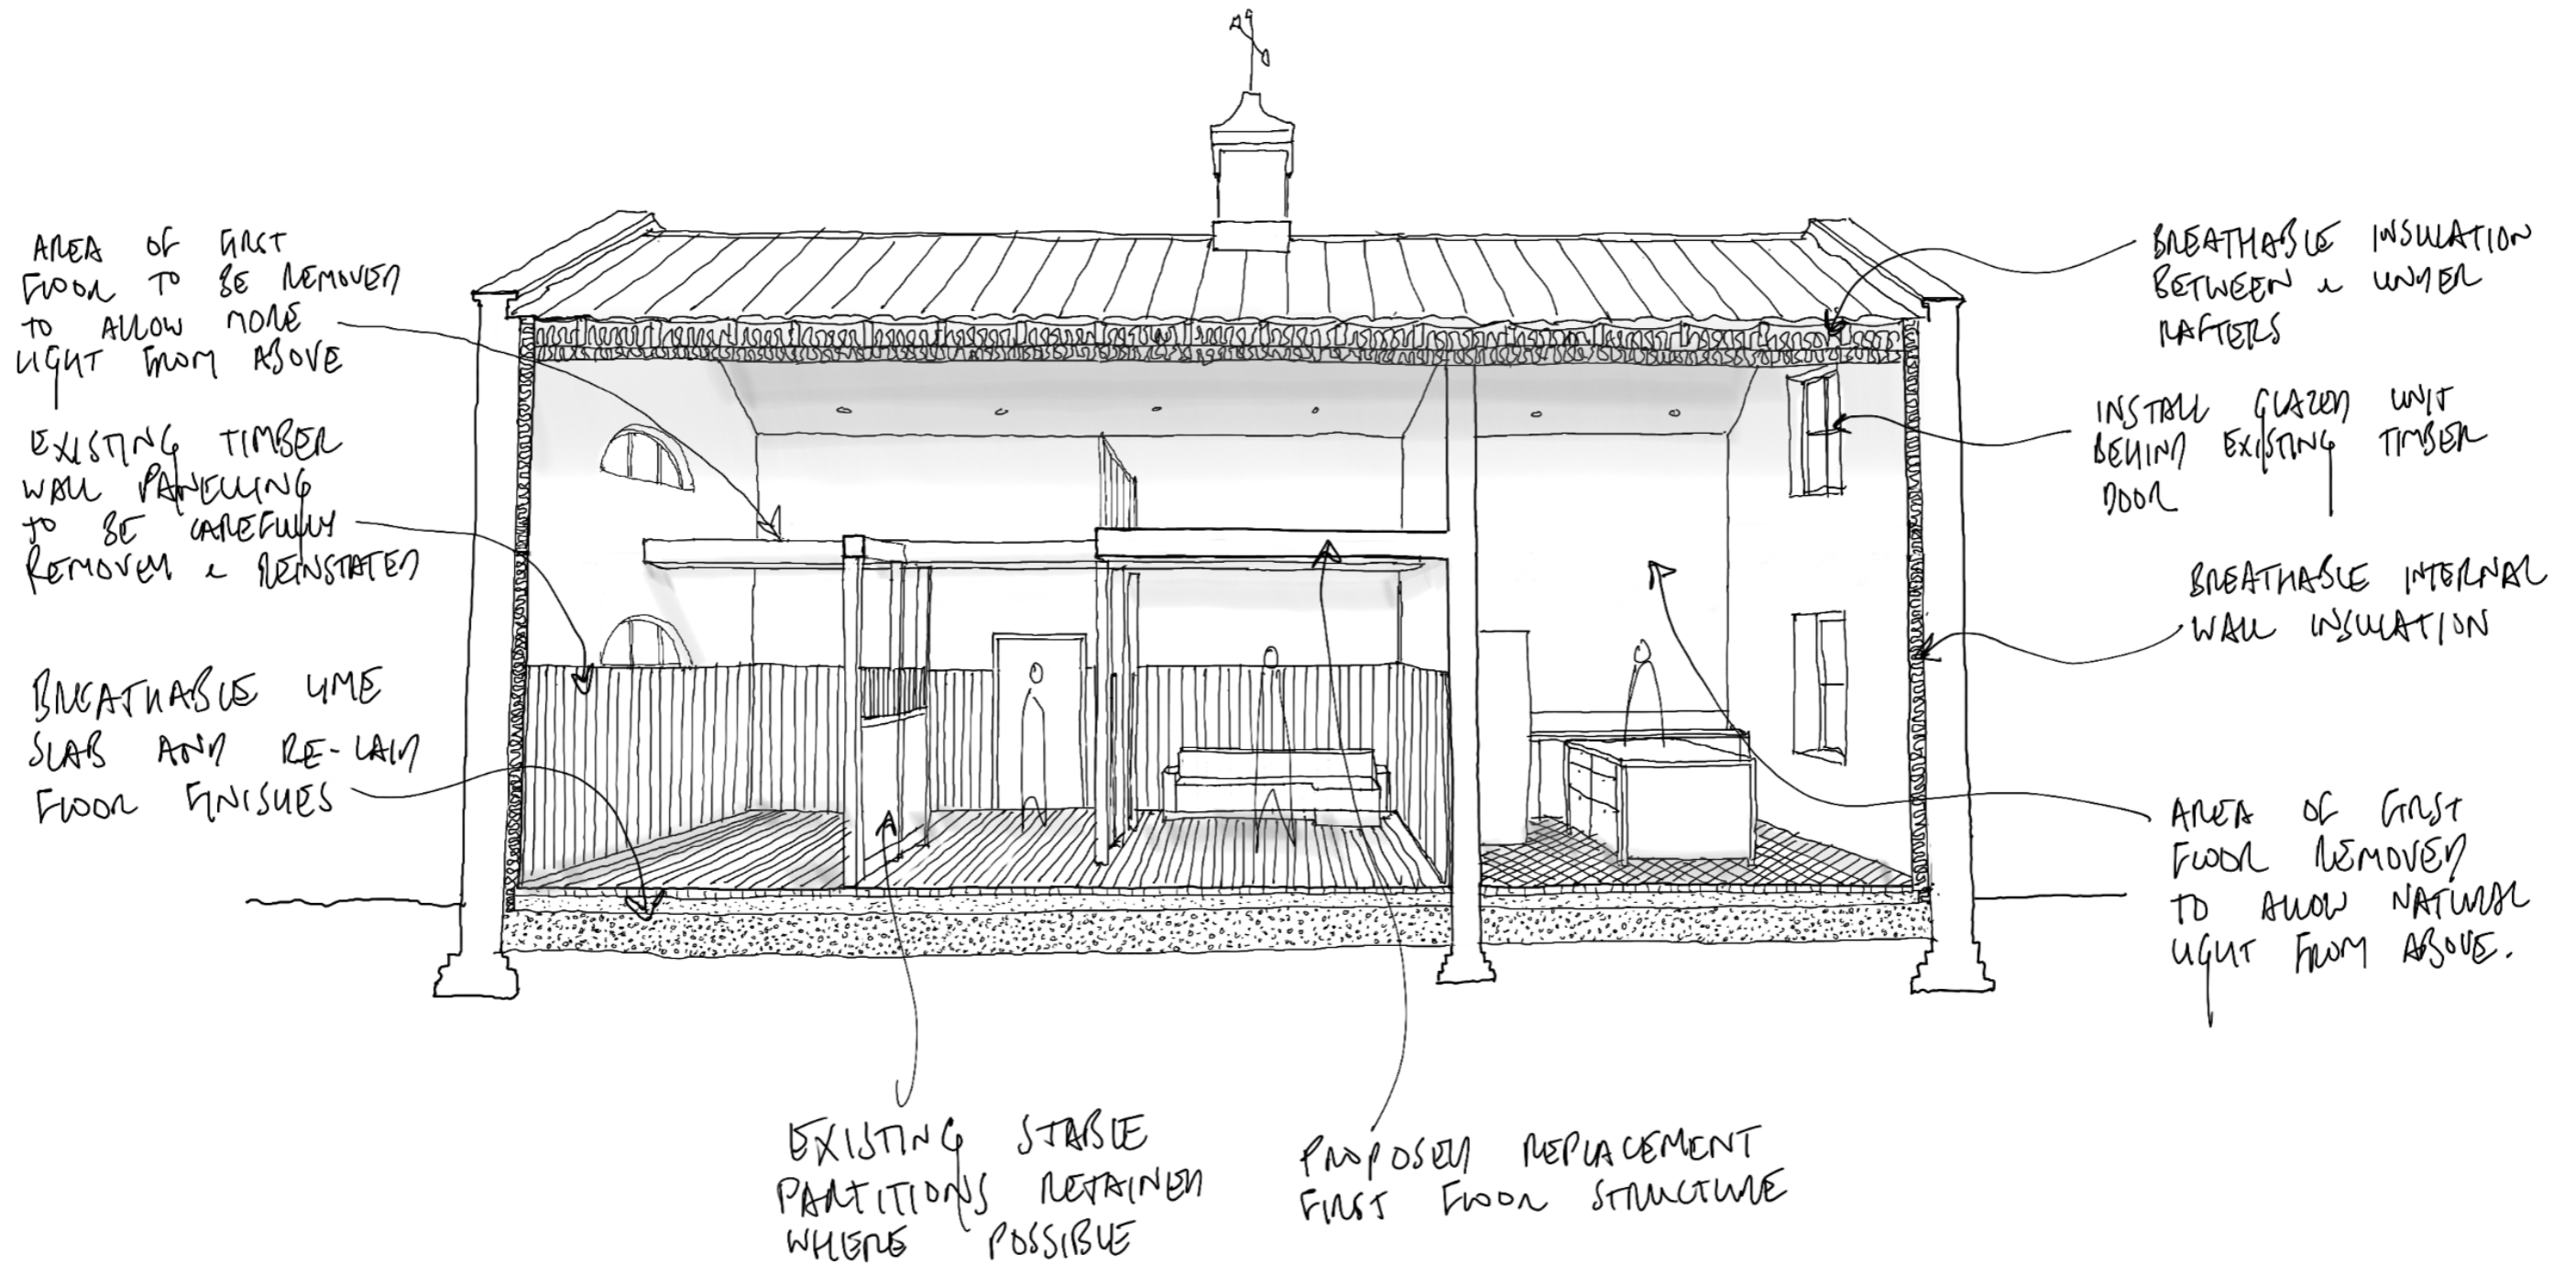 AREA OF FIRST
FLOOR TO BE REMOVED
TO ALLOW MORE
LIGHT FROM ABOVE
EXISTING TIMBER
WALL PANELLING
TO BE CAREFULLY
REMOVED & REINSTATED
BREATHABLE LIME
SLAB AND RE-LAID
FLOOR FINISHES
EXISTING STABLE
PARTITIONS RETAINED
WHERE POSSIBLE
PROPOSED REPLACEMENT
FIRST FLOOR STRUCTURE
BREATHABLE INSULATION
BETWEEN & UNDER
RAFTERS
INSTALL GLAZED UNIT
BEHIND EXISTING TIMBER
DOOR
BREATHABLE INTERNAL
WALL INSULATION
AREA OF FIRST
FLOOR REMOVED
TO ALLOW NATURAL
LIGHT FROM ABOVE.